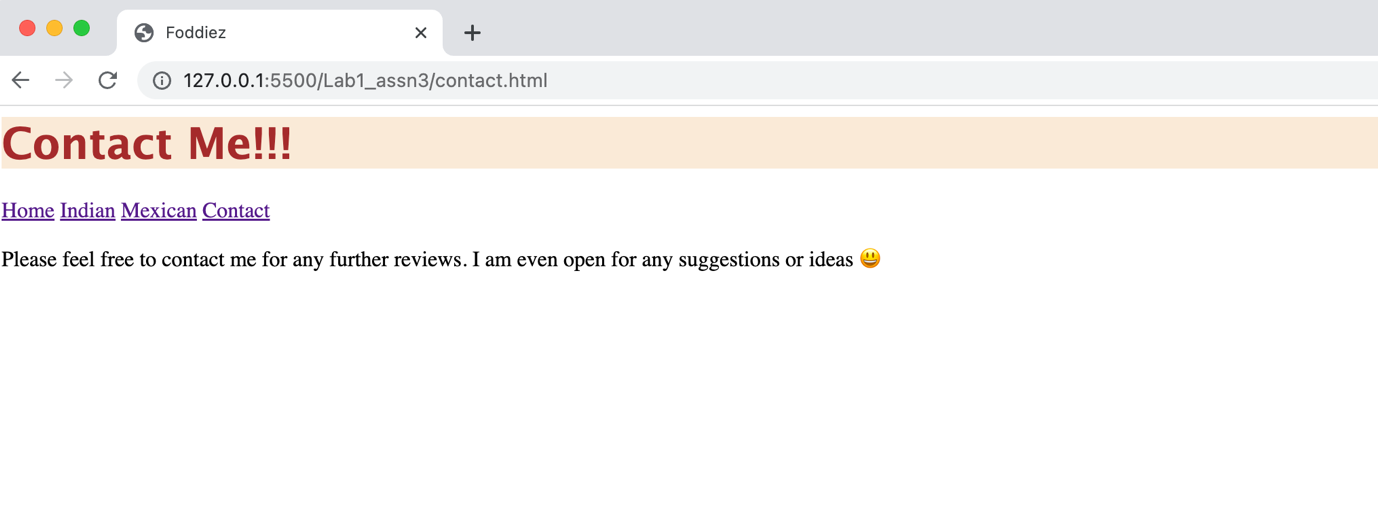 Foddiez
127.0.0.1:5500/Lab1_assn3/contact.html
Contact Me!!!
Home Indian Mexican Contact
Please feel free to contact me for any further reviews. I am even open for any suggestions or ideas 😃